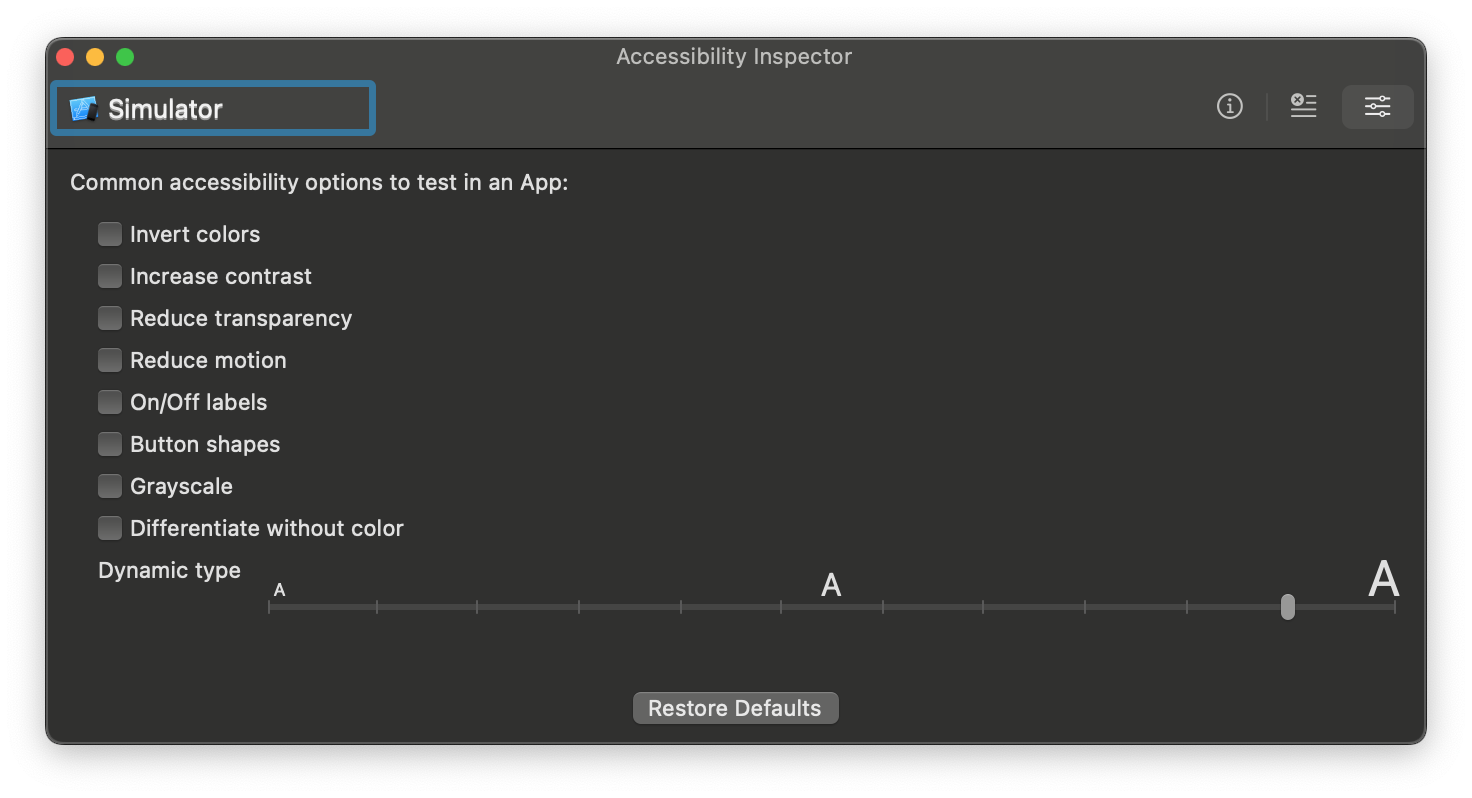 Accessibility Inspector
Simulator
Common accessibility options to test in an App:
Invert colors
Increase contrast
Reduce transparency
Reduce motion
On/Off labels
Button shapes
Grayscale
Differentiate without color
Dynamic type
A A A
Restore Defaults